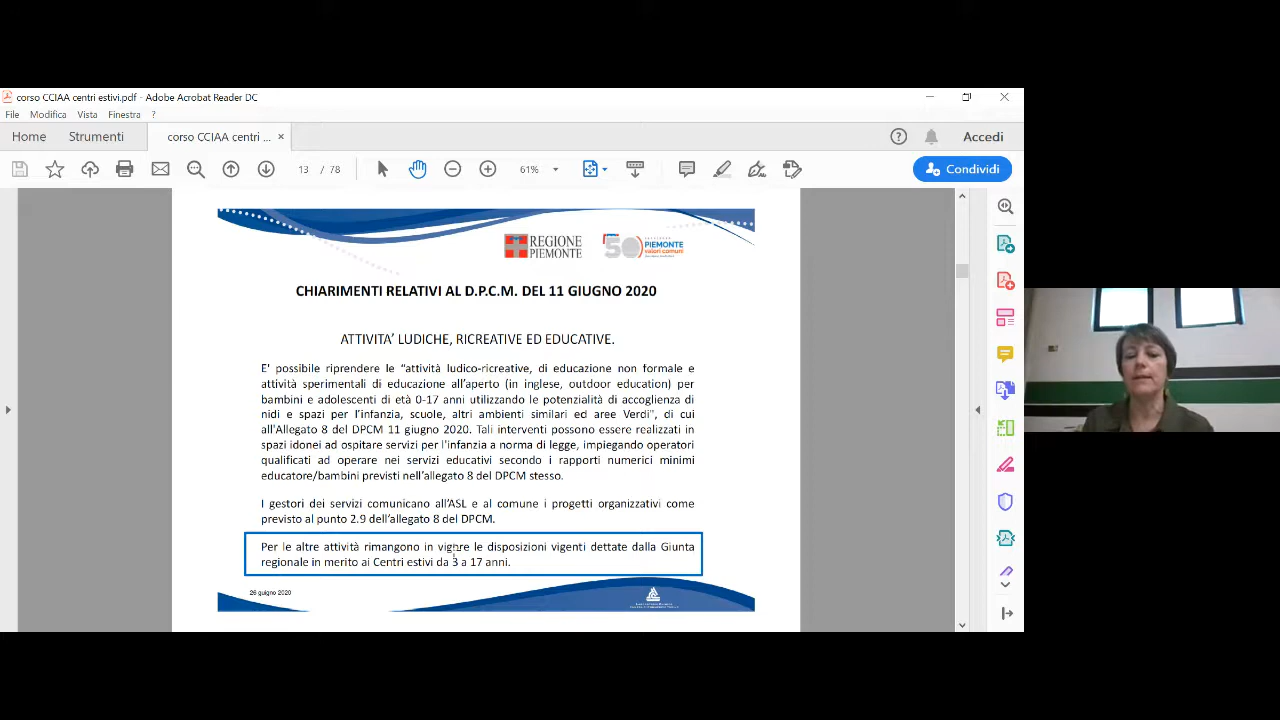 corso CCIAA centri estivi.pdf - Adobe Acrobat Reader DC
File Modifica Vista Finestra ?
Home Strumenti corso CCIAA centri ... × Accedi
13 / 78 61% Condividi
REGIONE PIEMONTE
50 PIEMONTE valori comuni
CHIARIMENTI RELATIVI AL D.P.C.M. DEL 11 GIUGNO 2020
ATTIVITA' LUDICHE, RICREATIVE ED EDUCATIVE.
E' possibile riprendere le "attività ludico-ricreative, di educazione non formale e
attività sperimentali di educazione all'aperto (in inglese, outdoor education) per
bambini e adolescenti di età 0-17 anni utilizzando le potenzialità di accoglienza di
nidi e spazi per l'infanzia, scuole, altri ambienti similari ed aree Verdi", di cui
all'Allegato 8 del DPCM 11 giugno 2020. Tali interventi possono essere realizzati in
spazi idonei ad ospitare servizi per l'infanzia a norma di legge, impiegando operatori
qualificati ad operare nei servizi educativi secondo i rapporti numerici minimi
educatore/bambini previsti nell'allegato 8 del DPCM stesso.
I gestori dei servizi comunicano all'ASL e al comune i progetti organizzativi come
previsto al punto 2.9 dell'allegato 8 del DPCM.
Per le altre attività rimangono in vigore le disposizioni vigenti dettate dalla Giunta
regionale in merito ai Centri estivi da 3 a 17 anni.
26 giugno 2020